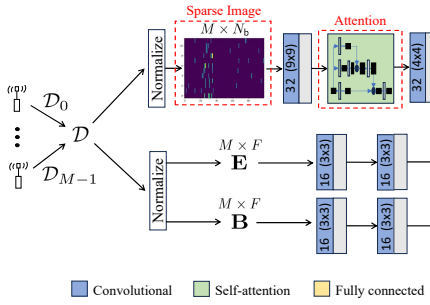 Sparse Image
M × N_b
Attention
Normalize
32 (9x9)
32 (4x4)
𝒟_0
𝒟
𝒟_{M−1}
Normalize
M × F
E
16 (3x3)
16 (3x3)
M × F
B
16 (3x3)
16 (3x3)
Convolutional
Self-attention
Fully connected